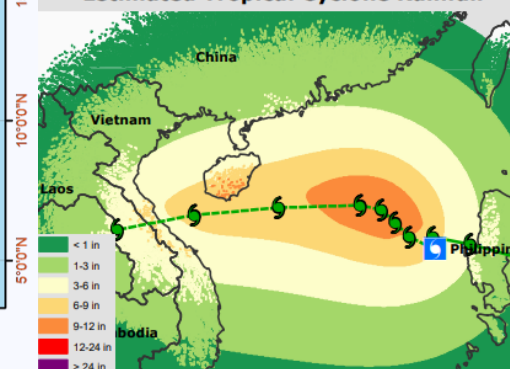 Estimated Tropical Cyclone Rainfall
China
10°0'0"N
Vietnam
Laos
5°0'0"N
Philippin
bodia
< 1 in
1-3 in
3-6 in
6-9 in
9-12 in
12-24 in
> 24 in